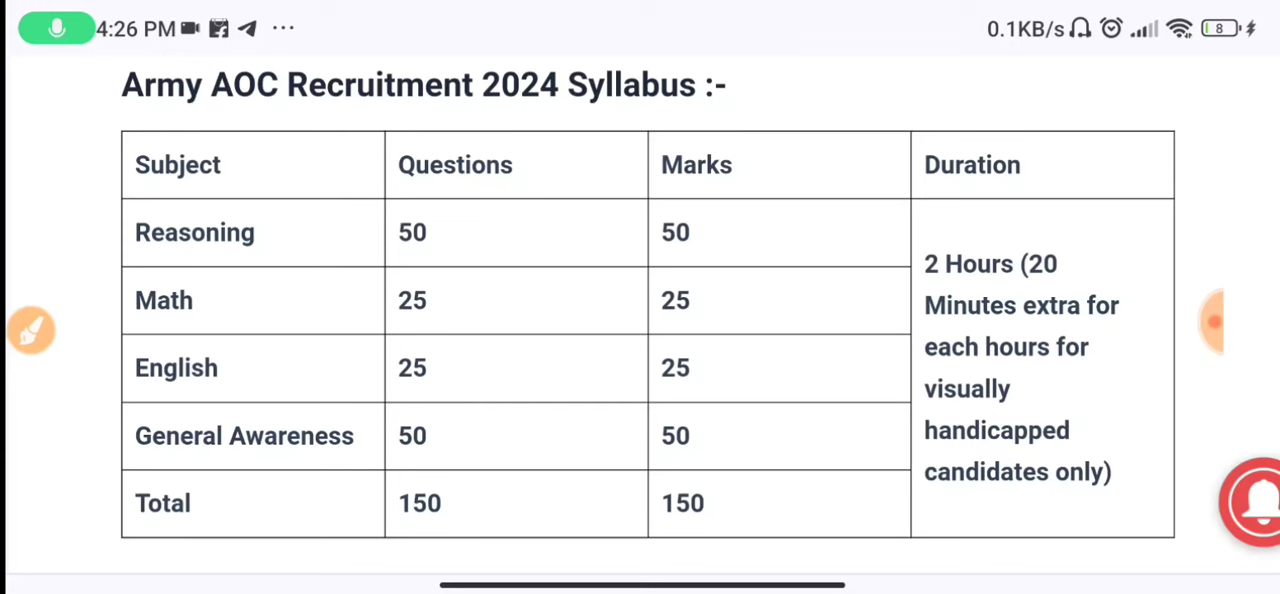 4:26 PM ... 0.1KB/s 8
Army AOC Recruitment 2024 Syllabus :-
Subject Questions Marks Duration
Reasoning 50 50
Math 25 25
English 25 25
General Awareness 50 50
Total 150 150
2 Hours (20
Minutes extra for
each hours for
visually
handicapped
candidates only)